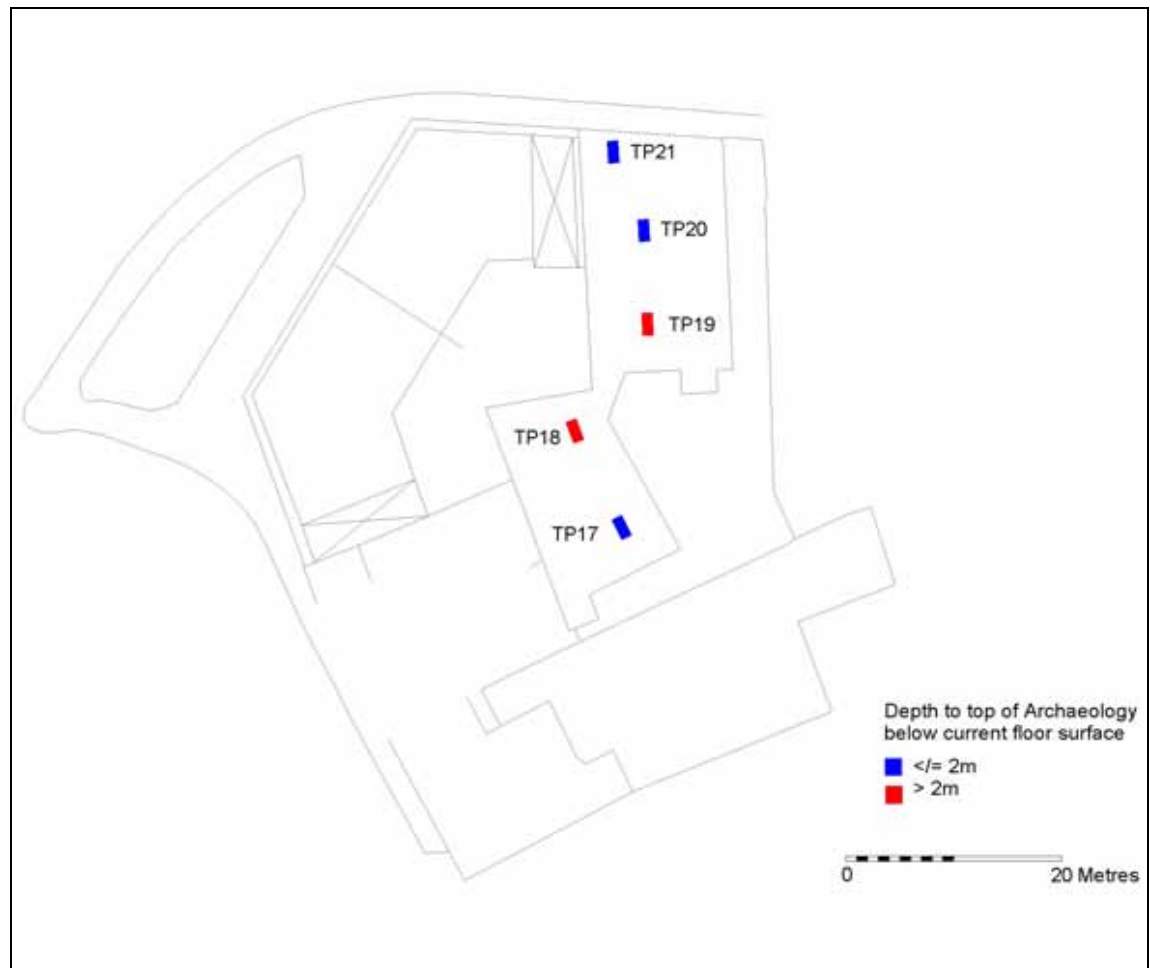 TP21
TP20
TP19
TP18
TP17
Depth to top of Archaeology
below current floor surface
</= 2m
> 2m
0 20 Metres